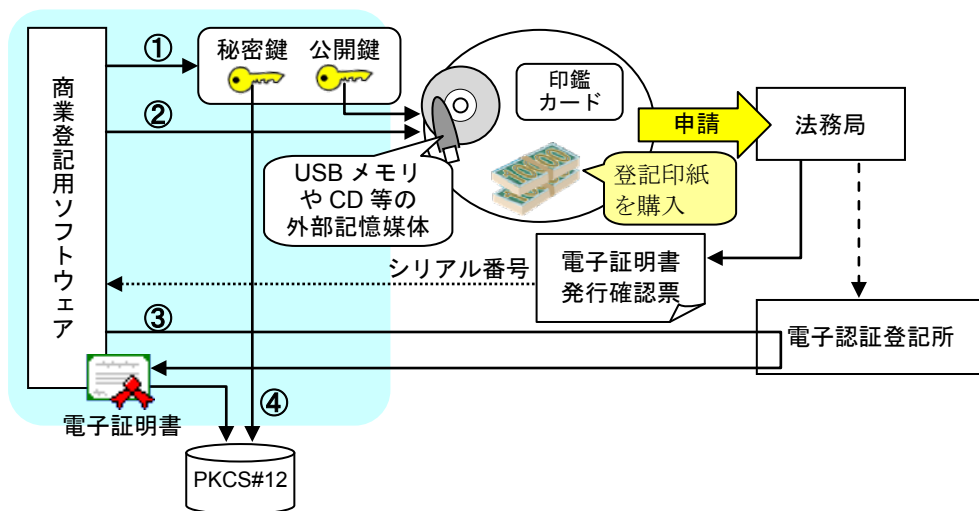 商業登記用ソフトウェア
①
秘密鍵
公開鍵
②
印鑑
カード
USB メモリ
や CD 等の
外部記憶媒体
登記印紙
を購入
申請
法務局
シリアル番号
電子証明書
発行確認票
③
電子認証登記所
電子証明書
④
PKCS#12